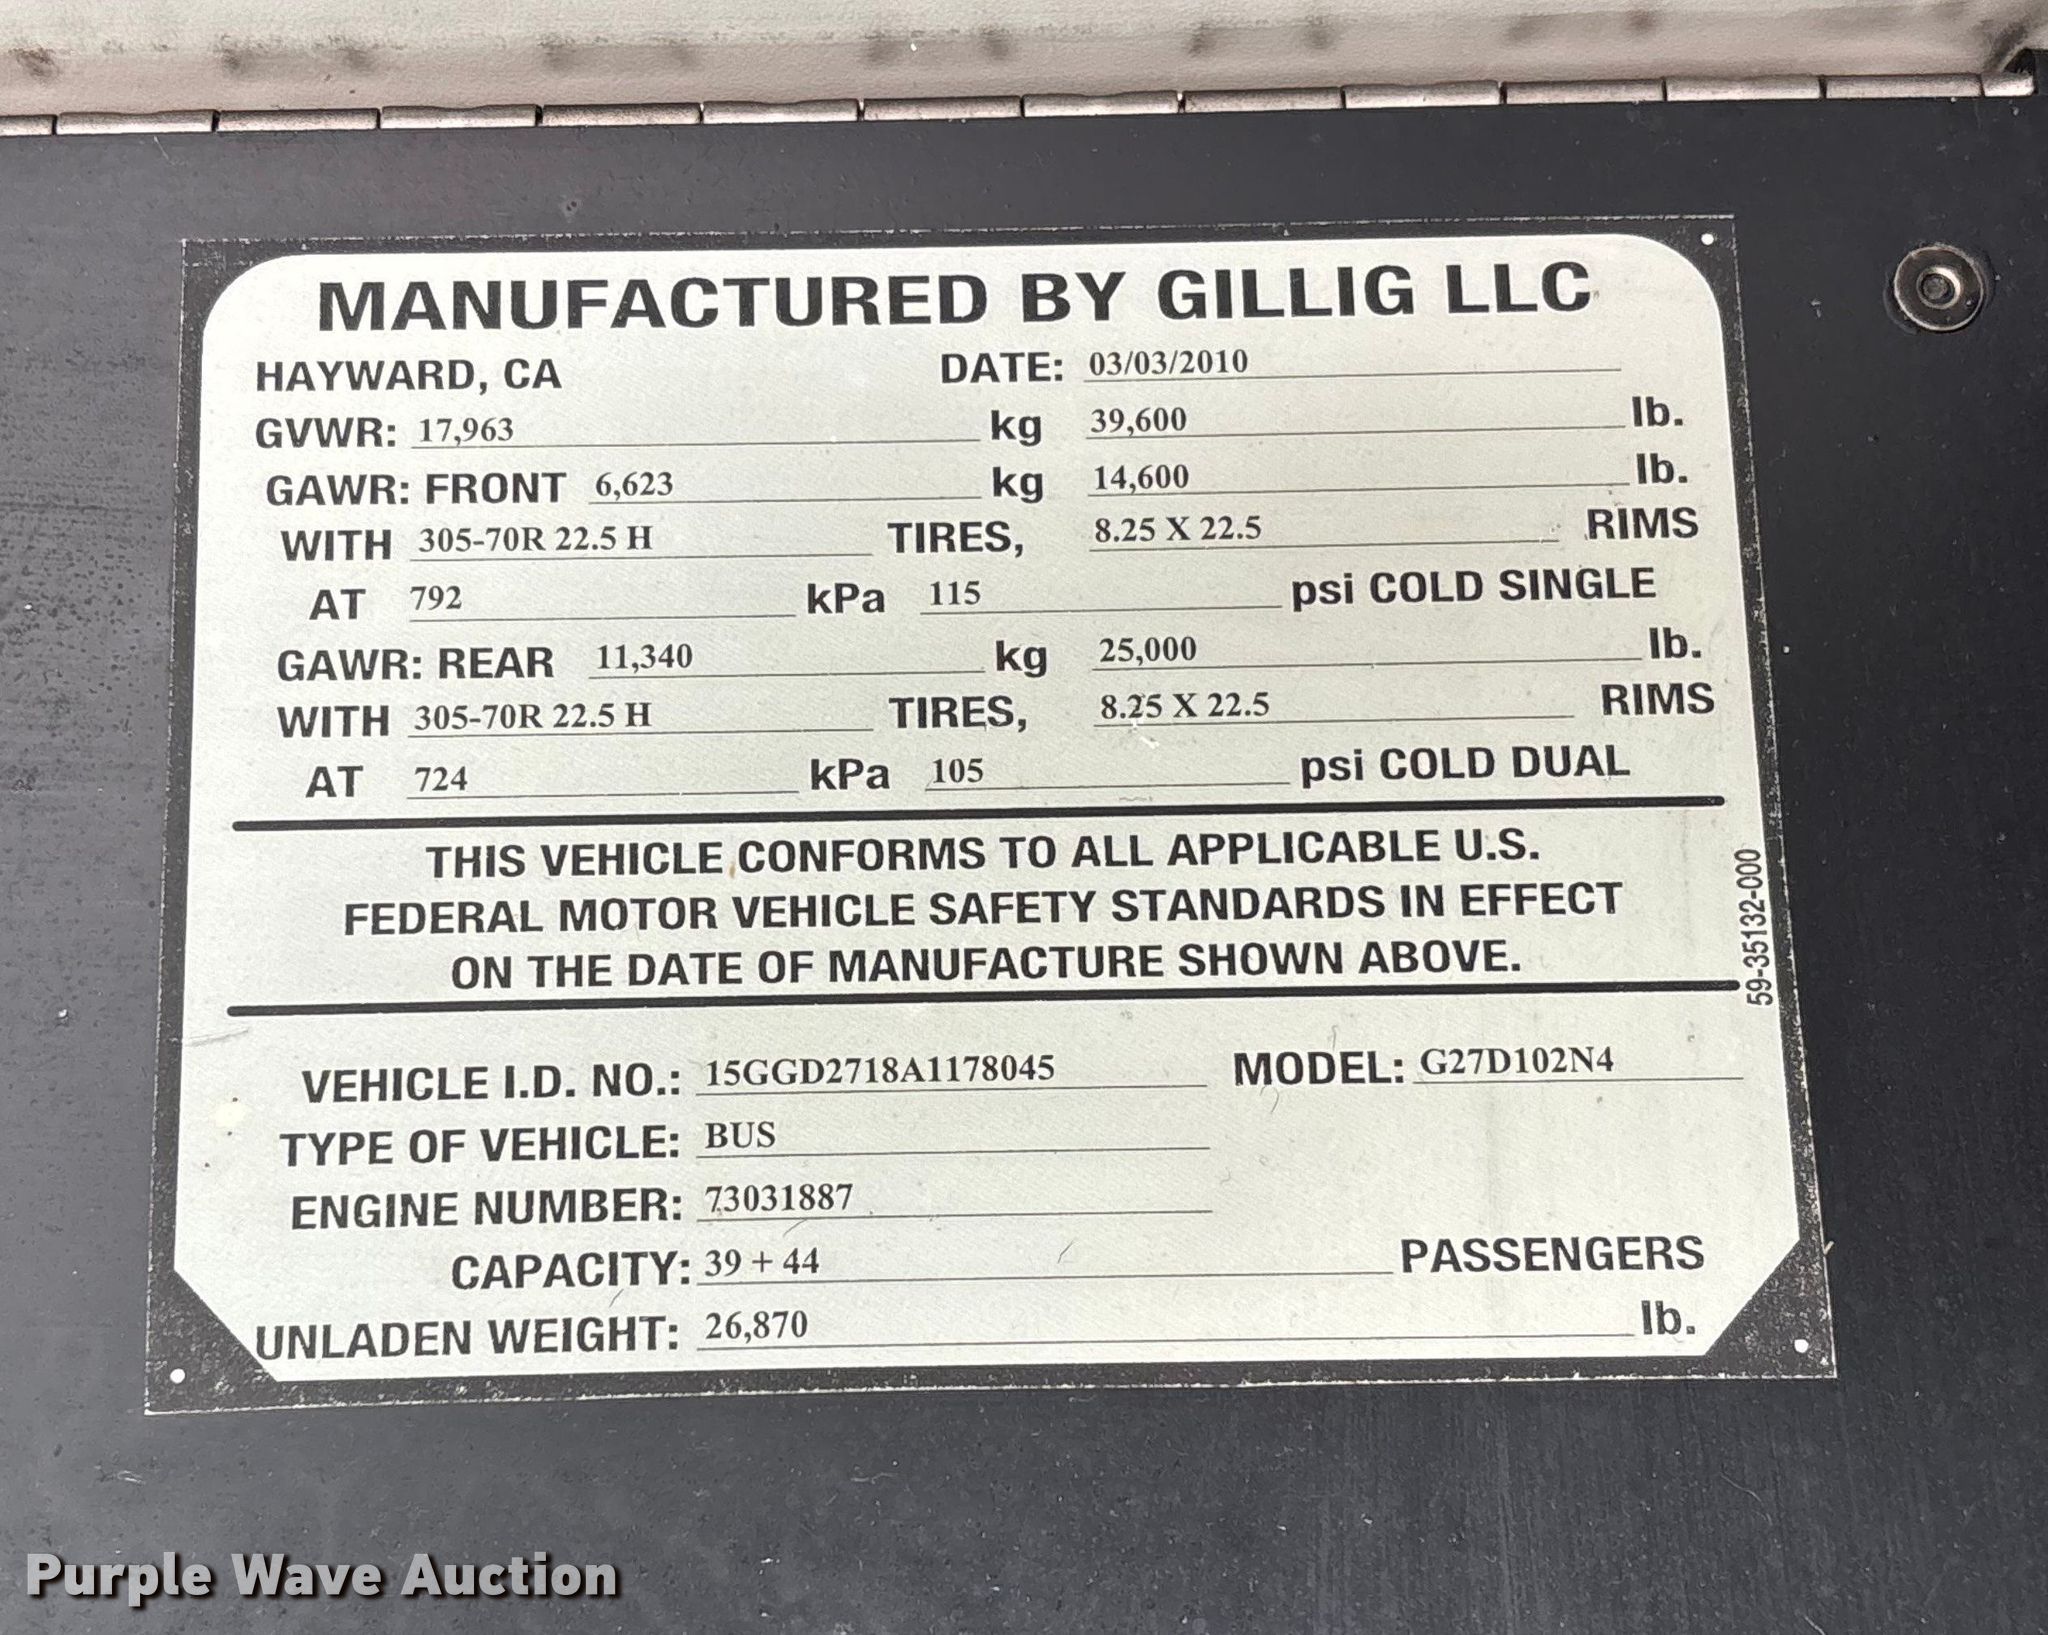 MANUFACTURED BY GILLIG LLC
HAYWARD, CA DATE: 03/03/2010
GVWR: 17,963 kg 39,600 lb.
GAWR: FRONT 6,623 kg 14,600 lb.
WITH 305-70R 22.5 H TIRES, 8.25 X 22.5 RIMS
AT 792 kPa 115 psi COLD SINGLE
GAWR: REAR 11,340 kg 25,000 lb.
WITH 305-70R 22.5 H TIRES, 8.25 X 22.5 RIMS
AT 724 kPa 105 psi COLD DUAL
THIS VEHICLE CONFORMS TO ALL APPLICABLE U.S.
FEDERAL MOTOR VEHICLE SAFETY STANDARDS IN EFFECT
ON THE DATE OF MANUFACTURE SHOWN ABOVE.
59-35132-000
VEHICLE I.D. NO.: 15GGD2718A1178045 MODEL: G27D102N4
TYPE OF VEHICLE: BUS
ENGINE NUMBER: 73031887
CAPACITY: 39 + 44 PASSENGERS
UNLADEN WEIGHT: 26,870 lb.
Purple Wave Auction